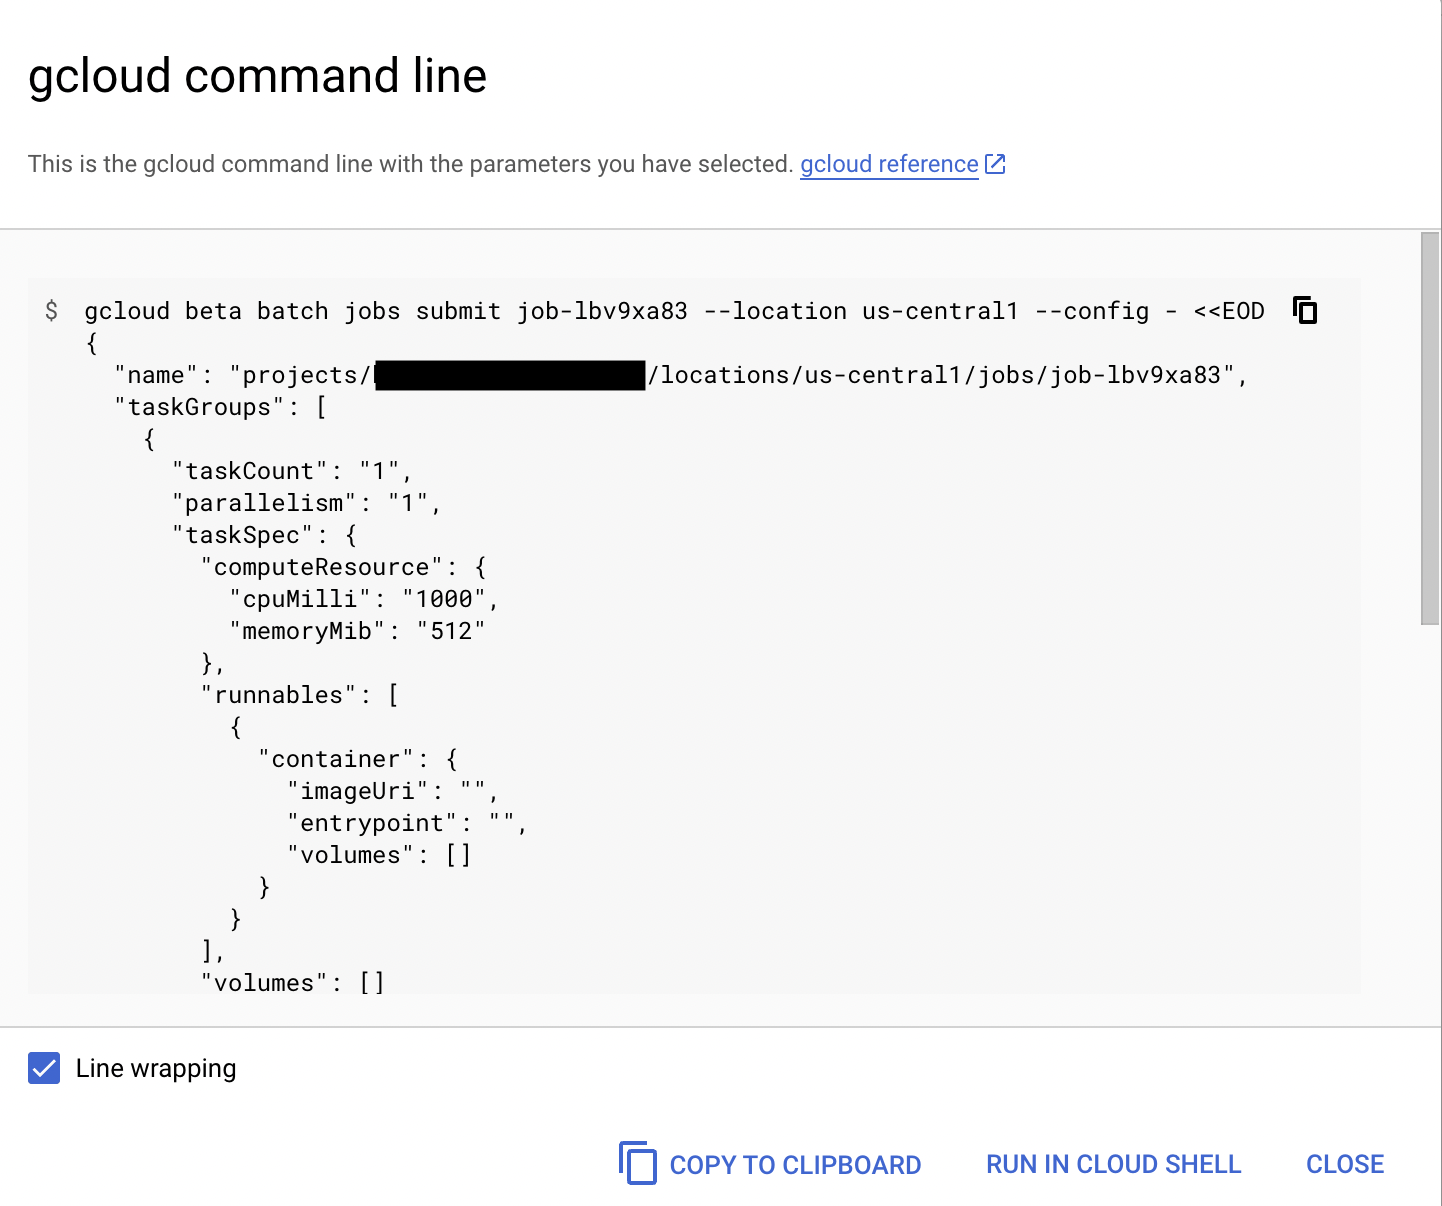 gcloud command line
This is the gcloud command line with the parameters you have selected. gcloud reference
$ gcloud beta batch jobs submit job-lbv9xa83 --location us-central1 --config - <<EOD
{
  "name": "projects//locations/us-central1/jobs/job-lbv9xa83",
  "taskGroups": [
    {
      "taskCount": "1",
      "parallelism": "1",
      "taskSpec": {
        "computeResource": {
          "cpuMilli": "1000",
          "memoryMib": "512"
        },
        "runnables": [
          {
            "container": {
              "imageUri": "",
              "entrypoint": "",
              "volumes": []
            }
          }
        ],
        "volumes": []
Line wrapping
COPY TO CLIPBOARD RUN IN CLOUD SHELL CLOSE